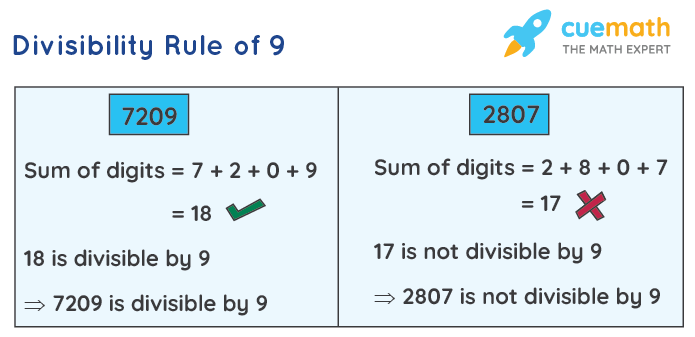 Divisibility Rule of 9
cuemath
THE MATH EXPERT
7209
Sum of digits = 7 + 2 + 0 + 9
= 18
18 is divisible by 9
⇒ 7209 is divisible by 9
2807
Sum of digits = 2 + 8 + 0 + 7
= 17
17 is not divisible by 9
⇒ 2807 is not divisible by 9